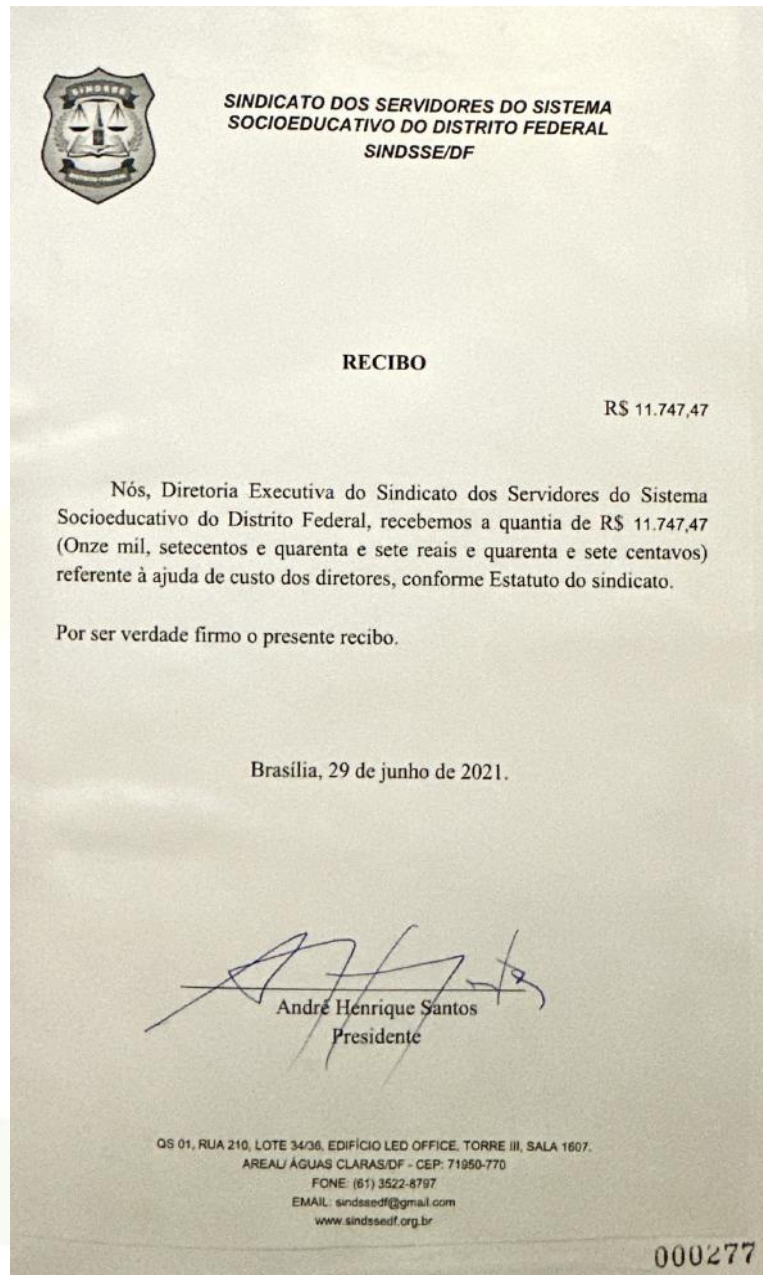 SINDSSE
SINDICATO DOS SERVIDORES DO SISTEMA
SOCIOEDUCATIVO DO DISTRITO FEDERAL
SINDSSE/DF
RECIBO
R$ 11.747,47
Nós, Diretoria Executiva do Sindicato dos Servidores do Sistema
Socioeducativo do Distrito Federal, recebemos a quantia de R$ 11.747,47
(Onze mil, setecentos e quarenta e sete reais e quarenta e sete centavos)
referente à ajuda de custo dos diretores, conforme Estatuto do sindicato.
Por ser verdade firmo o presente recibo.
Brasília, 29 de junho de 2021.
André Henrique Santos
Presidente
QS 01, RUA 210, LOTE 34/36, EDIFÍCIO LED OFFICE, TORRE III, SALA 1607.
AREAL/ ÁGUAS CLARAS/DF - CEP: 71950-770
FONE: (61) 3522-8797
EMAIL: sindssedf@gmail.com
www.sindssedf.org.br
000277